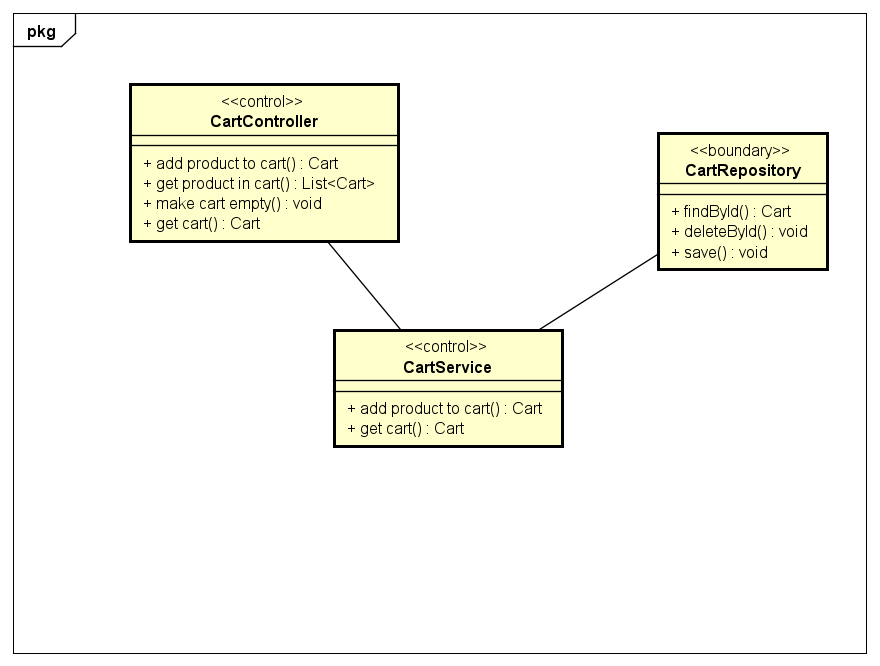 pkg
<<control>>
CartController
+ add product to cart() : Cart
+ get product in cart() : List<Cart>
+ make cart empty() : void
+ get cart() : Cart
<<boundary>>
CartRepository
+ findById() : Cart
+ deleteById() : void
+ save() : void
<<control>>
CartService
+ add product to cart() : Cart
+ get cart() : Cart